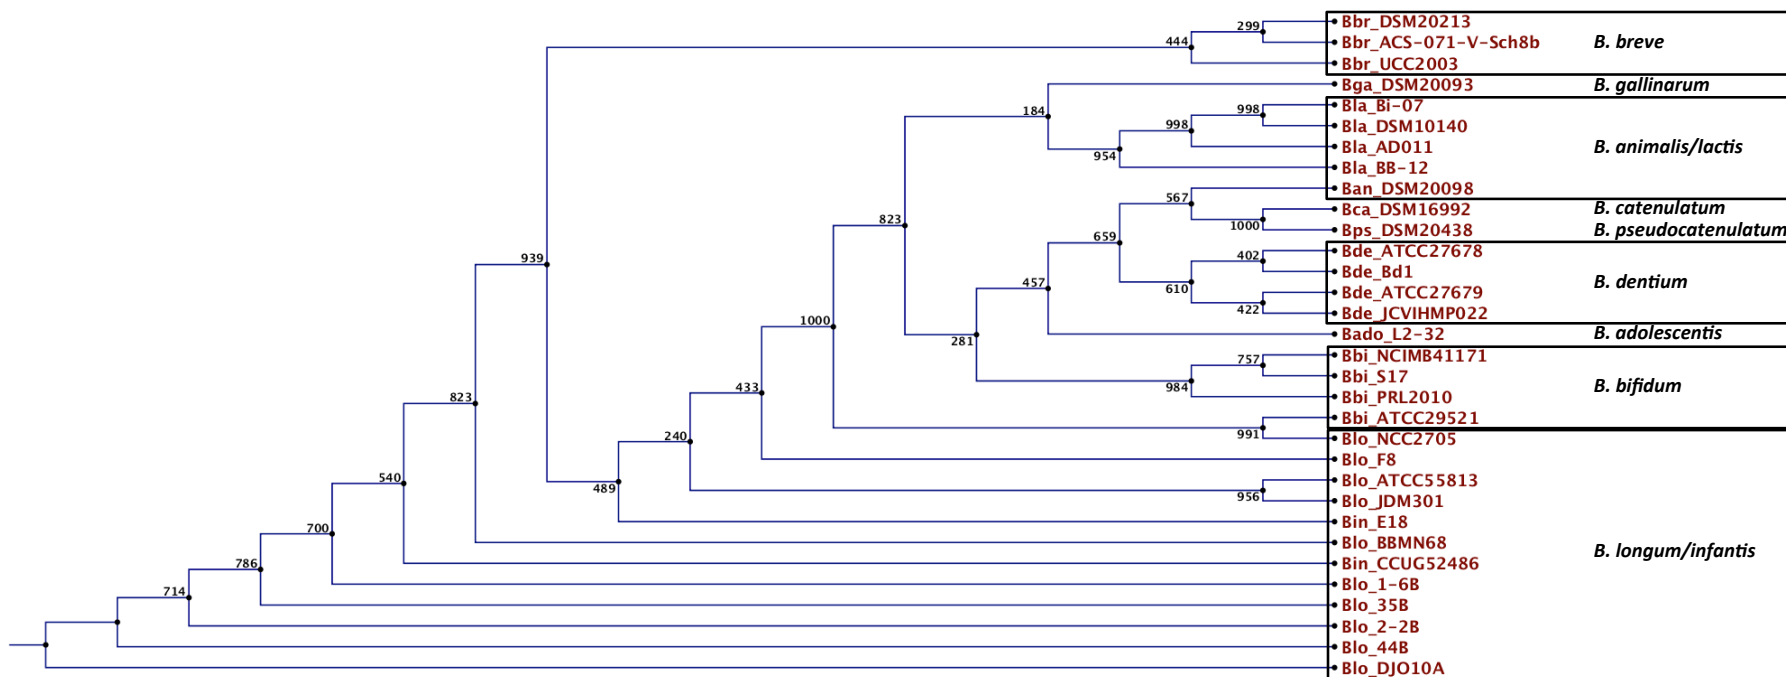 299 Bbr_DSM20213
444 Bbr_ACS-071-V-Sch8b B. breve
Bbr_UCC2003
Bga_DSM20093 B. gallinarum
184 998 Bla_Bi-07
998 Bla_DSM10140
954 Bla_AD011 B. animalis/lactis
Bla_BB-12
567 Ban_DSM20098
823 1000 Bca_DSM16992 B. catenulatum
659 Bps_DSM20438 B. pseudocatenulatum
939 402 Bde_ATCC27678
457 610 Bde_Bd1 B. dentium
422 Bde_ATCC27679
1000 Bde_JCVIHMP022
281 Bado_L2-32 B. adolescentis
757 Bbi_NCIMB41171
433 984 Bbi_S17 B. bifidum
823 Bbi_PRL2010
Bbi_ATCC29521
240 991 Blo_NCC2705
Blo_F8
540 489 956 Blo_ATCC55813
Blo_JDM301
700 Bin_E18
Blo_BBMN68 B. longum/infantis
786 Bin_CCUG52486
714 Blo_1-6B
Blo_35B
Blo_2-2B
Blo_44B
Blo_DJO10A